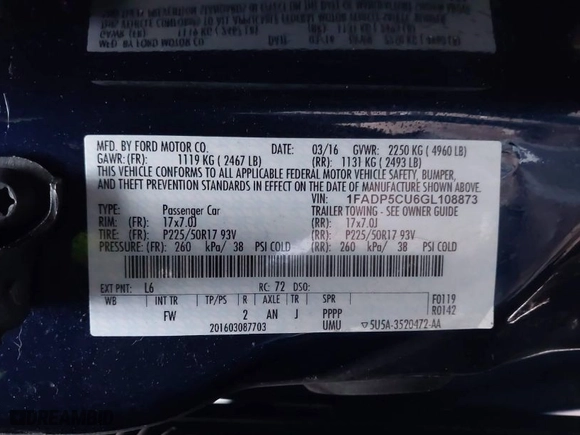 MFD. BY FORD MOTOR CO. DATE: 03/16 GVWR: 2250 KG ( 4960 LB)
GAWR:(FR): 1119 KG ( 2467 LB) (RR): 1131 KG ( 2493 LB)
THIS VEHICLE CONFORMS TO ALL APPLICABLE FEDERAL MOTOR VEHICLE SAFETY, BUMPER,
AND THEFT PREVENTION STANDARDS IN EFFECT ON THE DATE OF MANUFACTURE SHOWN ABOVE.
VIN: 1FADP5CU6GL108873
TYPE: Passenger Car TRAILER TOWING - SEE OWNER GUIDE
RIM: (FR): 17x7.0J (RR): 17x7.0J
TIRE: (FR): P225/50R17 93V (RR): P225/50R17 93V
PRESSURE: (FR): 260 kPa/ 38 PSI COLD (RR): 260 kPa/ 38 PSI COLD
EXT PNT: L6 RC: 72 DSO:
WB INT TR TP/PS R AXLE TR SPR F0119
FW 2 AN J PPPP R0142
201603087703 UMU 5U5A-3520472-AA
DREAMBID